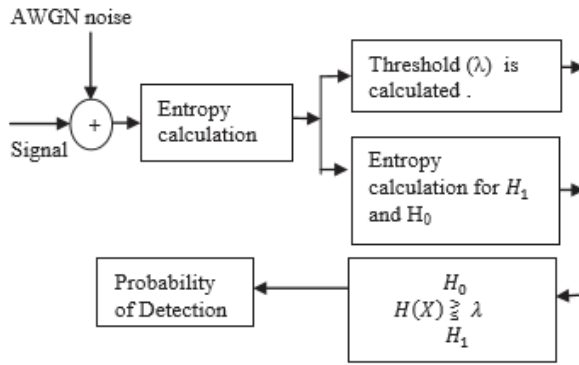 AWGN noise
Signal
+
Entropy
calculation
Threshold (λ) is
calculated .
Entropy
calculation for H₁
and H₀
H₀
H(X) ⋛ λ
H₁
Probability
of Detection